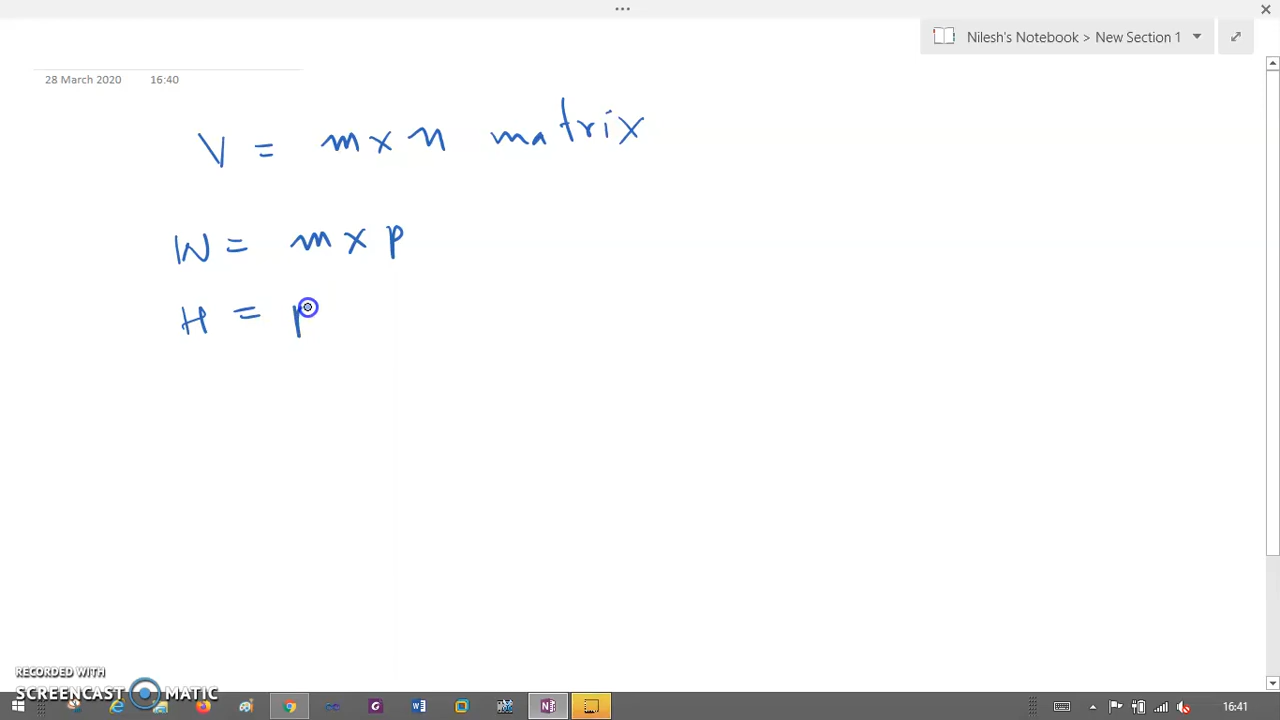 Nilesh's Notebook > New Section 1
28 March 2020 16:40
V = m x n matrix
W = m x p
H = p
RECORDED WITH
SCREENCAST MATIC
16:41